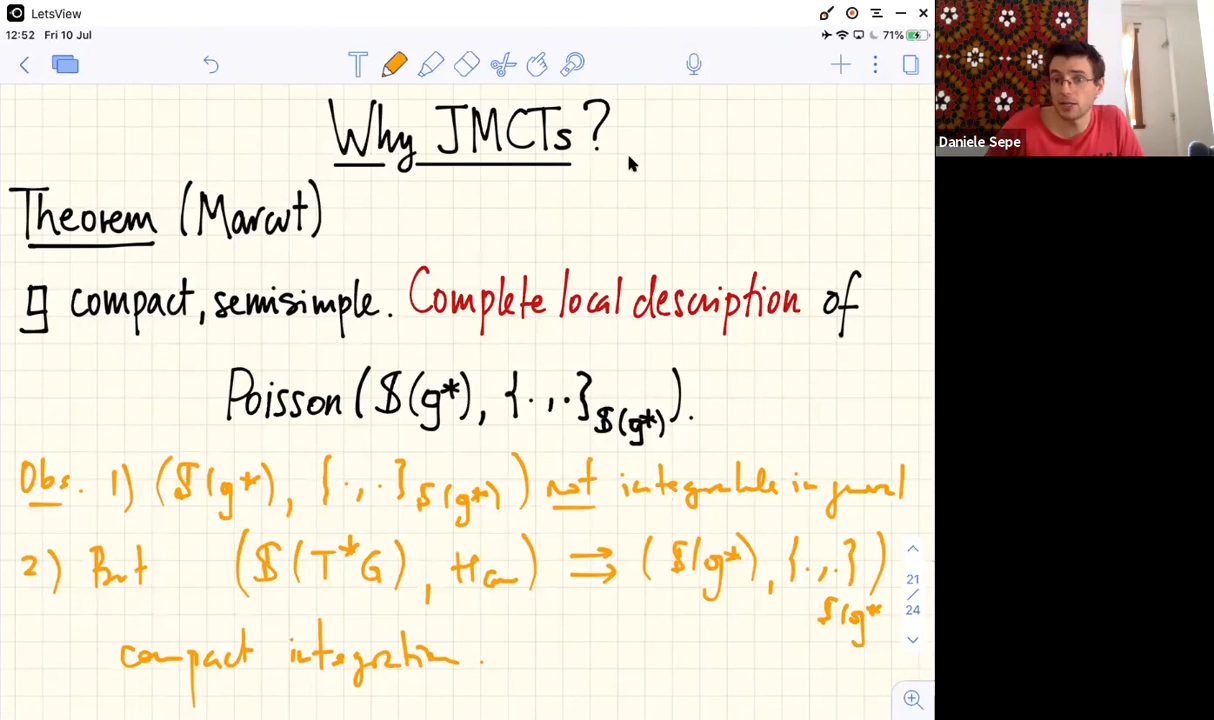 LetsView
12:52 Fri 10 Jul
71%
Why JMCTs?
Daniele Sepe
Theorem (Marcut)
g compact, semisimple. Complete local description of
Poisson ($(g*), {·,·}$(g*)).
Obs. 1) ($(g*), {·,·}$(g*)) not integrable in general
2) But ($(T*G), Hcan) ⇉ ($(g*), {·,·}$(g*
21
/
24
compact integration.